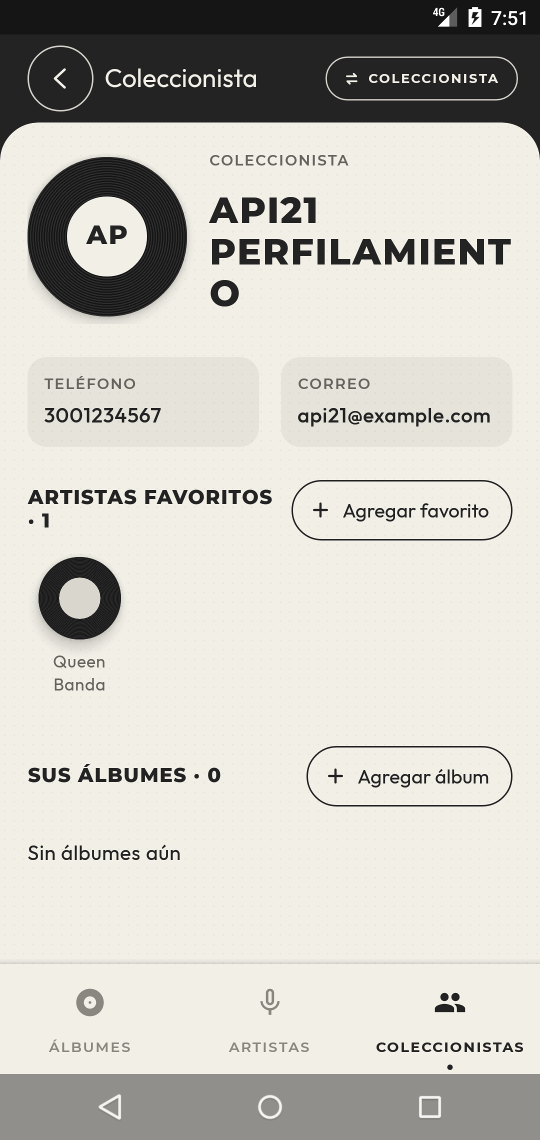 4G 7:51
Coleccionista
COLECCIONISTA
COLECCIONISTA
AP
API21
PERFILAMIENT
O
TELÉFONO
3001234567
CORREO
api21@example.com
ARTISTAS FAVORITOS
· 1
+ Agregar favorito
Queen
Banda
SUS ÁLBUMES · 0
+ Agregar álbum
Sin álbumes aún
ÁLBUMES
ARTISTAS
COLECCIONISTAS